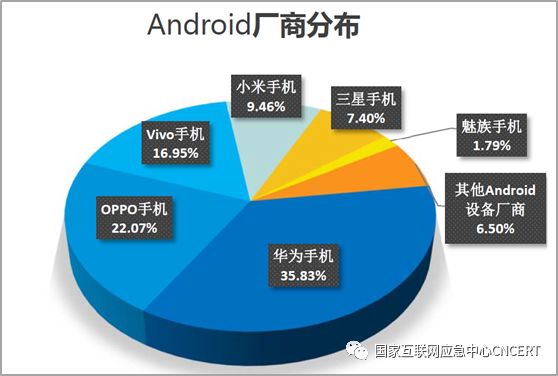 Android厂商分布
小米手机
9.46%
三星手机
7.40%
魅族手机
1.79%
Vivo手机
16.95%
其他Android
设备厂商
6.50%
OPPO手机
22.07%
华为手机
35.83%
国家互联网应急中心CNCERT